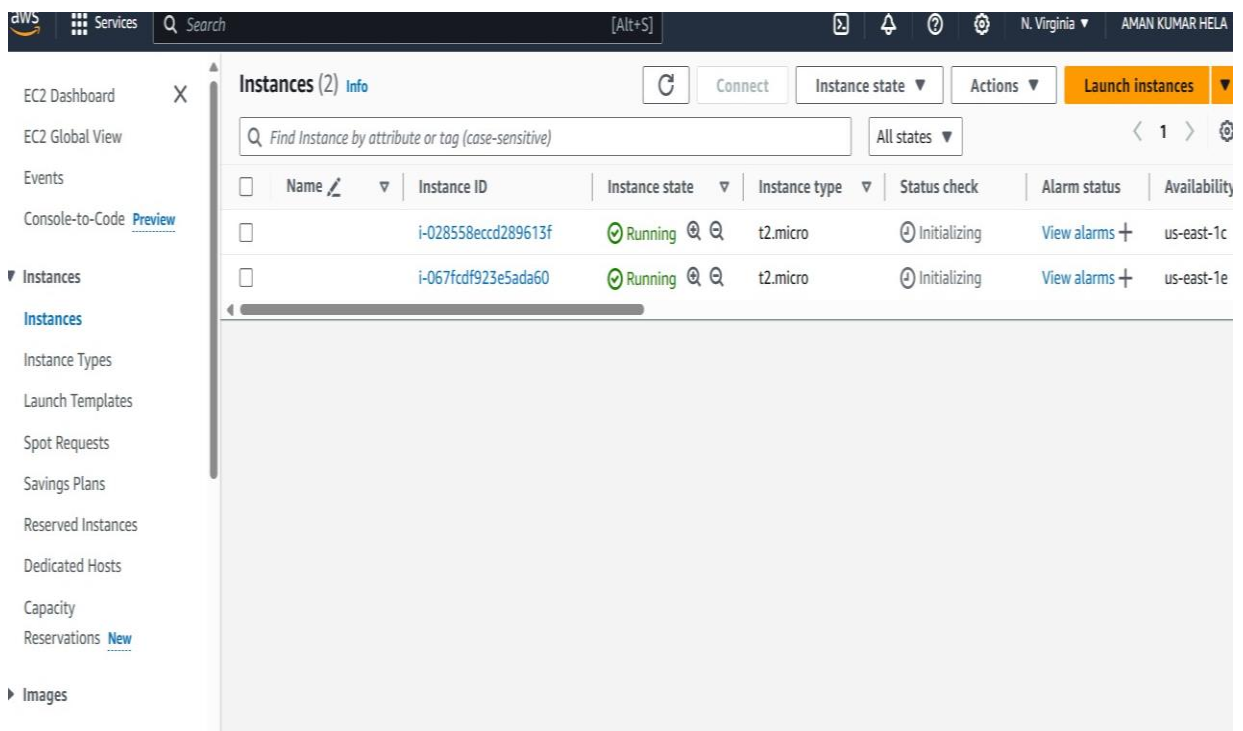 aws Services Search [Alt+S] N. Virginia ▼ AMAN KUMAR HELA
EC2 Dashboard X
EC2 Global View
Events
Console-to-Code Preview
Instances
Instances
Instance Types
Launch Templates
Spot Requests
Savings Plans
Reserved Instances
Dedicated Hosts
Capacity
Reservations New
Images
Instances (2) Info Connect Instance state ▼ Actions ▼ Launch instances ▼
Find Instance by attribute or tag (case-sensitive) All states ▼ 1
Name Instance ID Instance state Instance type Status check Alarm status Availability
i-028558eccd289613f Running t2.micro Initializing View alarms + us-east-1c
i-067fcdf923e5ada60 Running t2.micro Initializing View alarms + us-east-1e